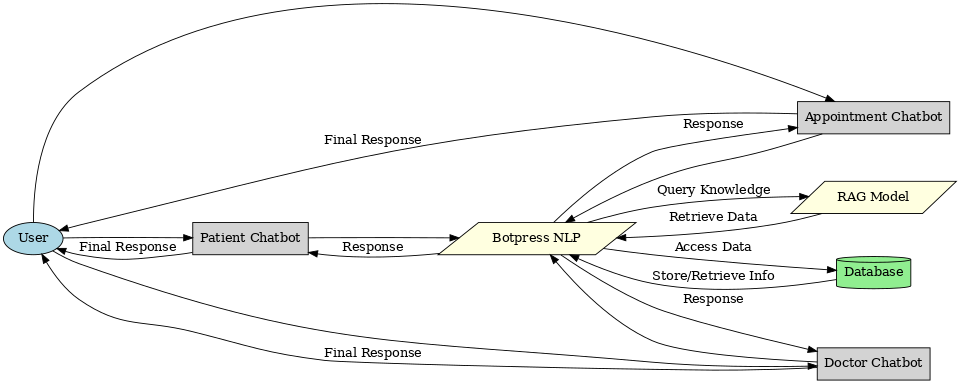 Appointment Chatbot
Response
Final Response
Query Knowledge
RAG Model
Retrieve Data
User
Patient Chatbot
Botpress NLP
Final Response
Response
Access Data
Store/Retrieve Info
Database
Response
Final Response
Doctor Chatbot